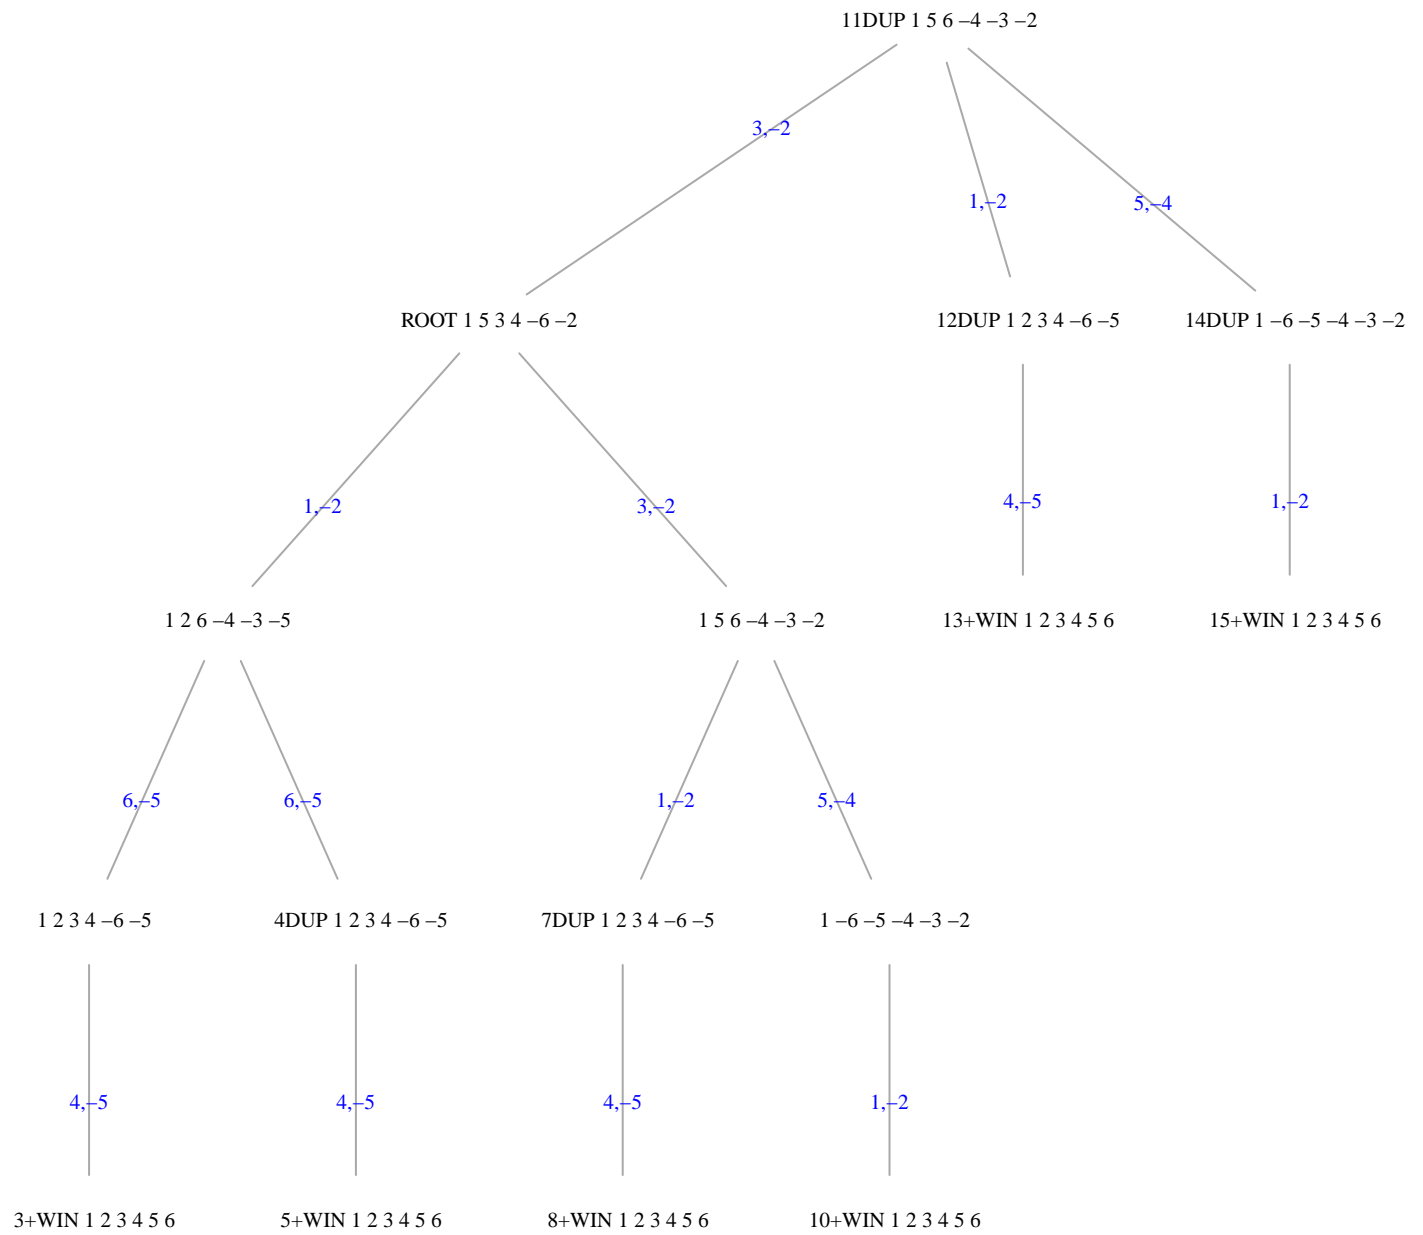 11DUP 1 5 6 –4 –3 –2
3,–2
1,–2
5,–4
ROOT 1 5 3 4 –6 –2
12DUP 1 2 3 4 –6 –5
14DUP 1 –6 –5 –4 –3 –2
1,–2
3,–2
4,–5
1,–2
1 2 6 –4 –3 –5
1 5 6 –4 –3 –2
13+WIN 1 2 3 4 5 6
15+WIN 1 2 3 4 5 6
6,–5
6,–5
1,–2
5,–4
1 2 3 4 –6 –5
4DUP 1 2 3 4 –6 –5
7DUP 1 2 3 4 –6 –5
1 –6 –5 –4 –3 –2
4,–5
4,–5
4,–5
1,–2
3+WIN 1 2 3 4 5 6
5+WIN 1 2 3 4 5 6
8+WIN 1 2 3 4 5 6
10+WIN 1 2 3 4 5 6